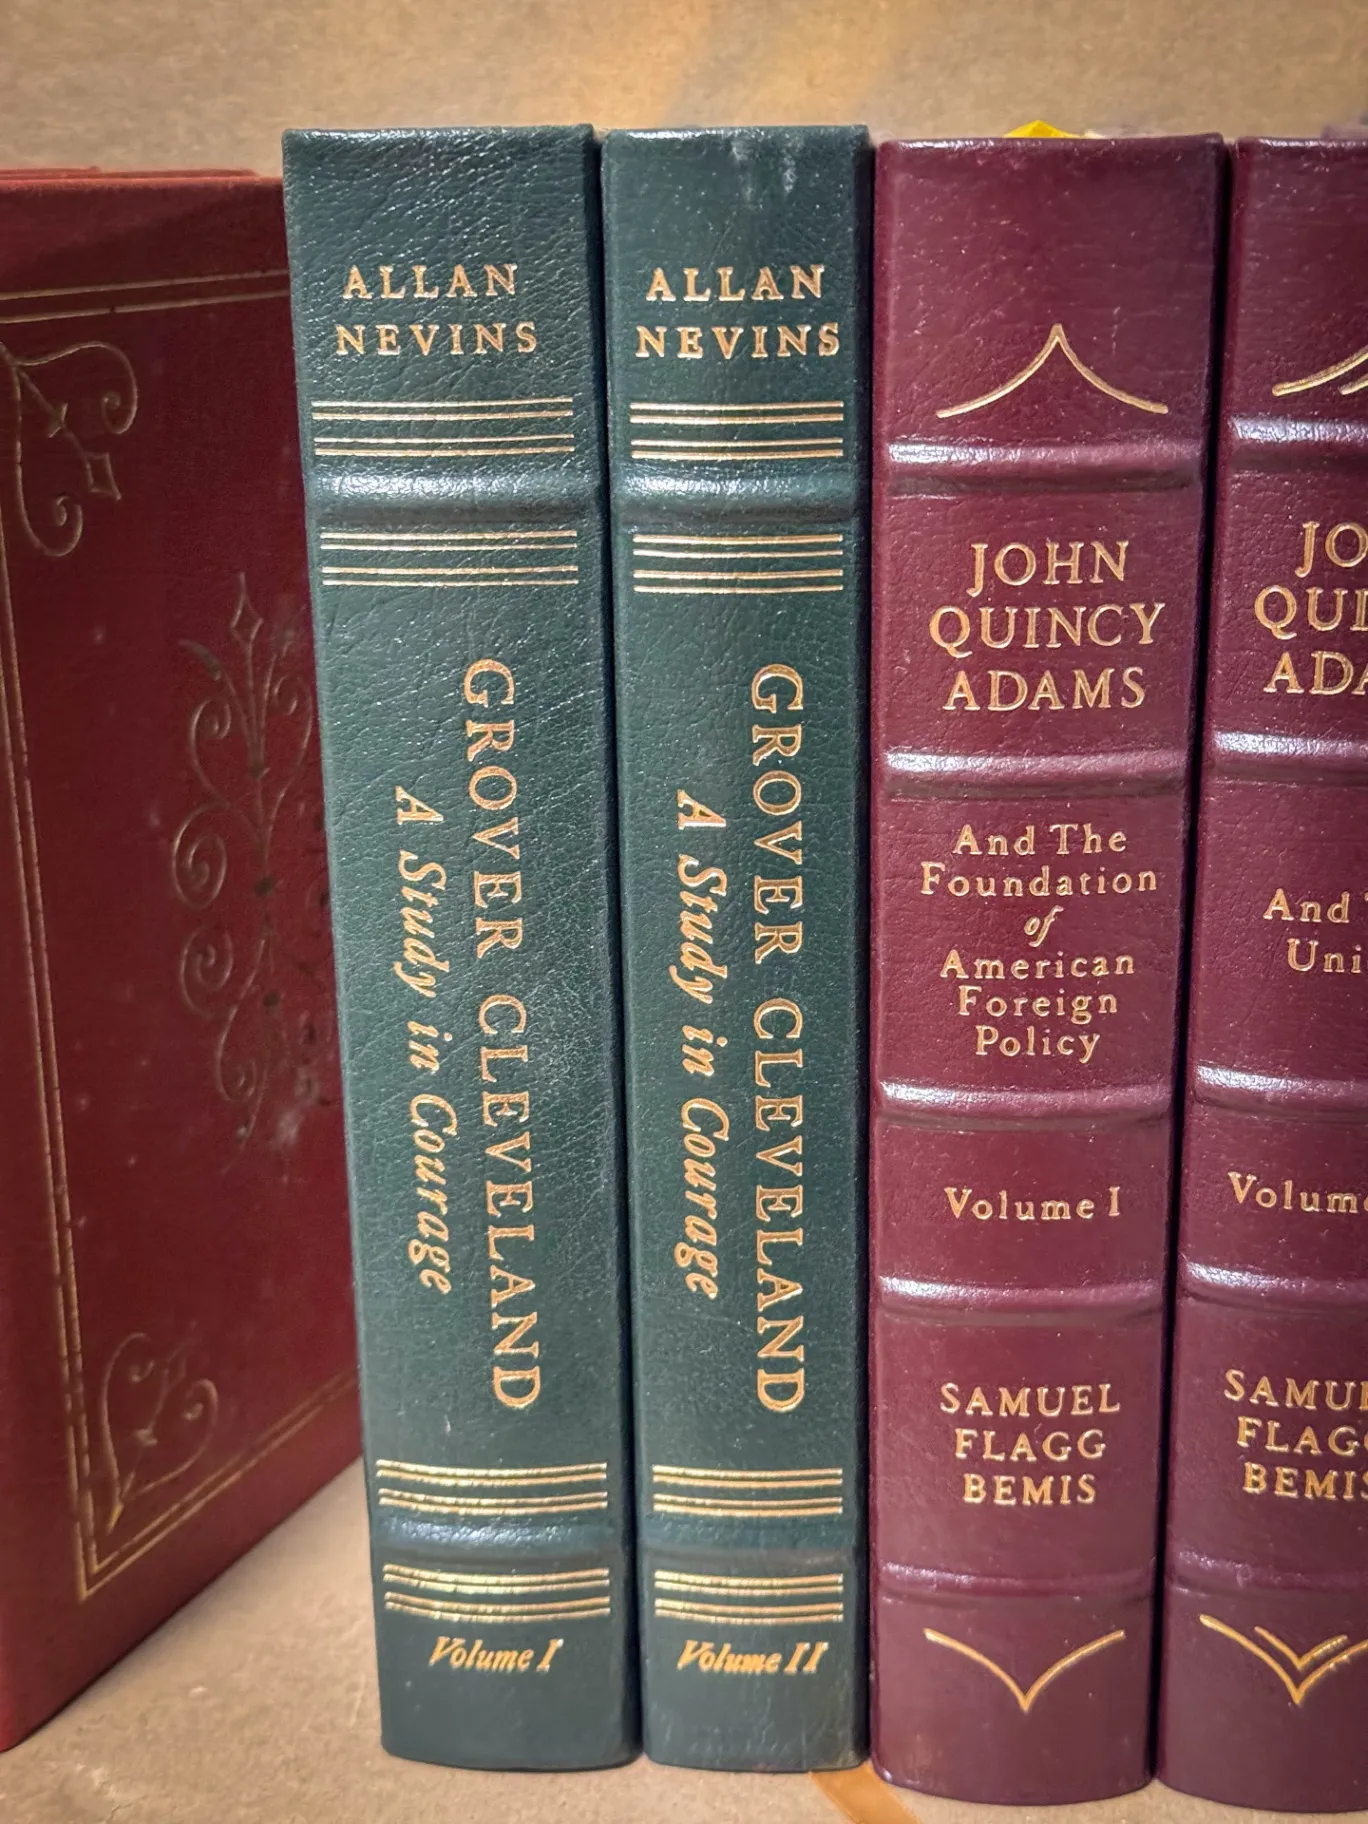 ALLAN
NEVINS
GROVER CLEVELAND
A Study in Courage
Volume I
ALLAN
NEVINS
GROVER CLEVELAND
A Study in Courage
Volume II
JOHN
QUINCY
ADAMS
And The
Foundation
of
American
Foreign
Policy
Volume I
SAMUEL
FLAGG
BEMIS
And